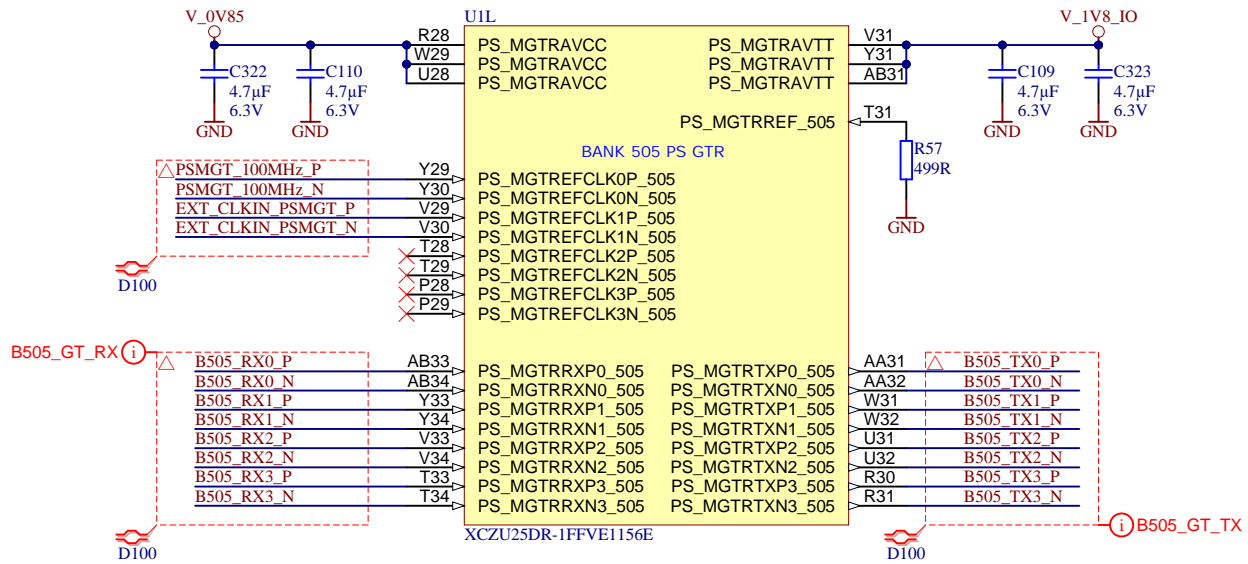 V_0V85
U1L
V_1V8_IO
R28 PS_MGTRAVCC PS_MGTRAVTT V31
W29 PS_MGTRAVCC PS_MGTRAVTT Y31
U28 PS_MGTRAVCC PS_MGTRAVTT AB31
C322 4.7µF 6.3V
C110 4.7µF 6.3V
C109 4.7µF 6.3V
C323 4.7µF 6.3V
GND GND GND GND
PS_MGTRREF_505 T31
R57
499R
GND
BANK 505 PS GTR
PSMGT_100MHz_P Y29 PS_MGTREFCLK0P_505
PSMGT_100MHz_N Y30 PS_MGTREFCLK0N_505
EXT_CLKIN_PSMGT_P V29 PS_MGTREFCLK1P_505
EXT_CLKIN_PSMGT_N V30 PS_MGTREFCLK1N_505
T28 PS_MGTREFCLK2P_505
T29 PS_MGTREFCLK2N_505
P28 PS_MGTREFCLK3P_505
P29 PS_MGTREFCLK3N_505
D100
B505_GT_RX i
B505_RX0_P AB33 PS_MGTRRXP0_505 PS_MGTRTXP0_505 AA31 B505_TX0_P
B505_RX0_N AB34 PS_MGTRRXN0_505 PS_MGTRTXN0_505 AA32 B505_TX0_N
B505_RX1_P Y33 PS_MGTRRXP1_505 PS_MGTRTXP1_505 W31 B505_TX1_P
B505_RX1_N Y34 PS_MGTRRXN1_505 PS_MGTRTXN1_505 W32 B505_TX1_N
B505_RX2_P V33 PS_MGTRRXP2_505 PS_MGTRTXP2_505 U31 B505_TX2_P
B505_RX2_N V34 PS_MGTRRXN2_505 PS_MGTRTXN2_505 U32 B505_TX2_N
B505_RX3_P T33 PS_MGTRRXP3_505 PS_MGTRTXP3_505 R30 B505_TX3_P
B505_RX3_N T34 PS_MGTRRXN3_505 PS_MGTRTXN3_505 R31 B505_TX3_N
i B505_GT_TX
XCZU25DR-1FFVE1156E
D100
D100